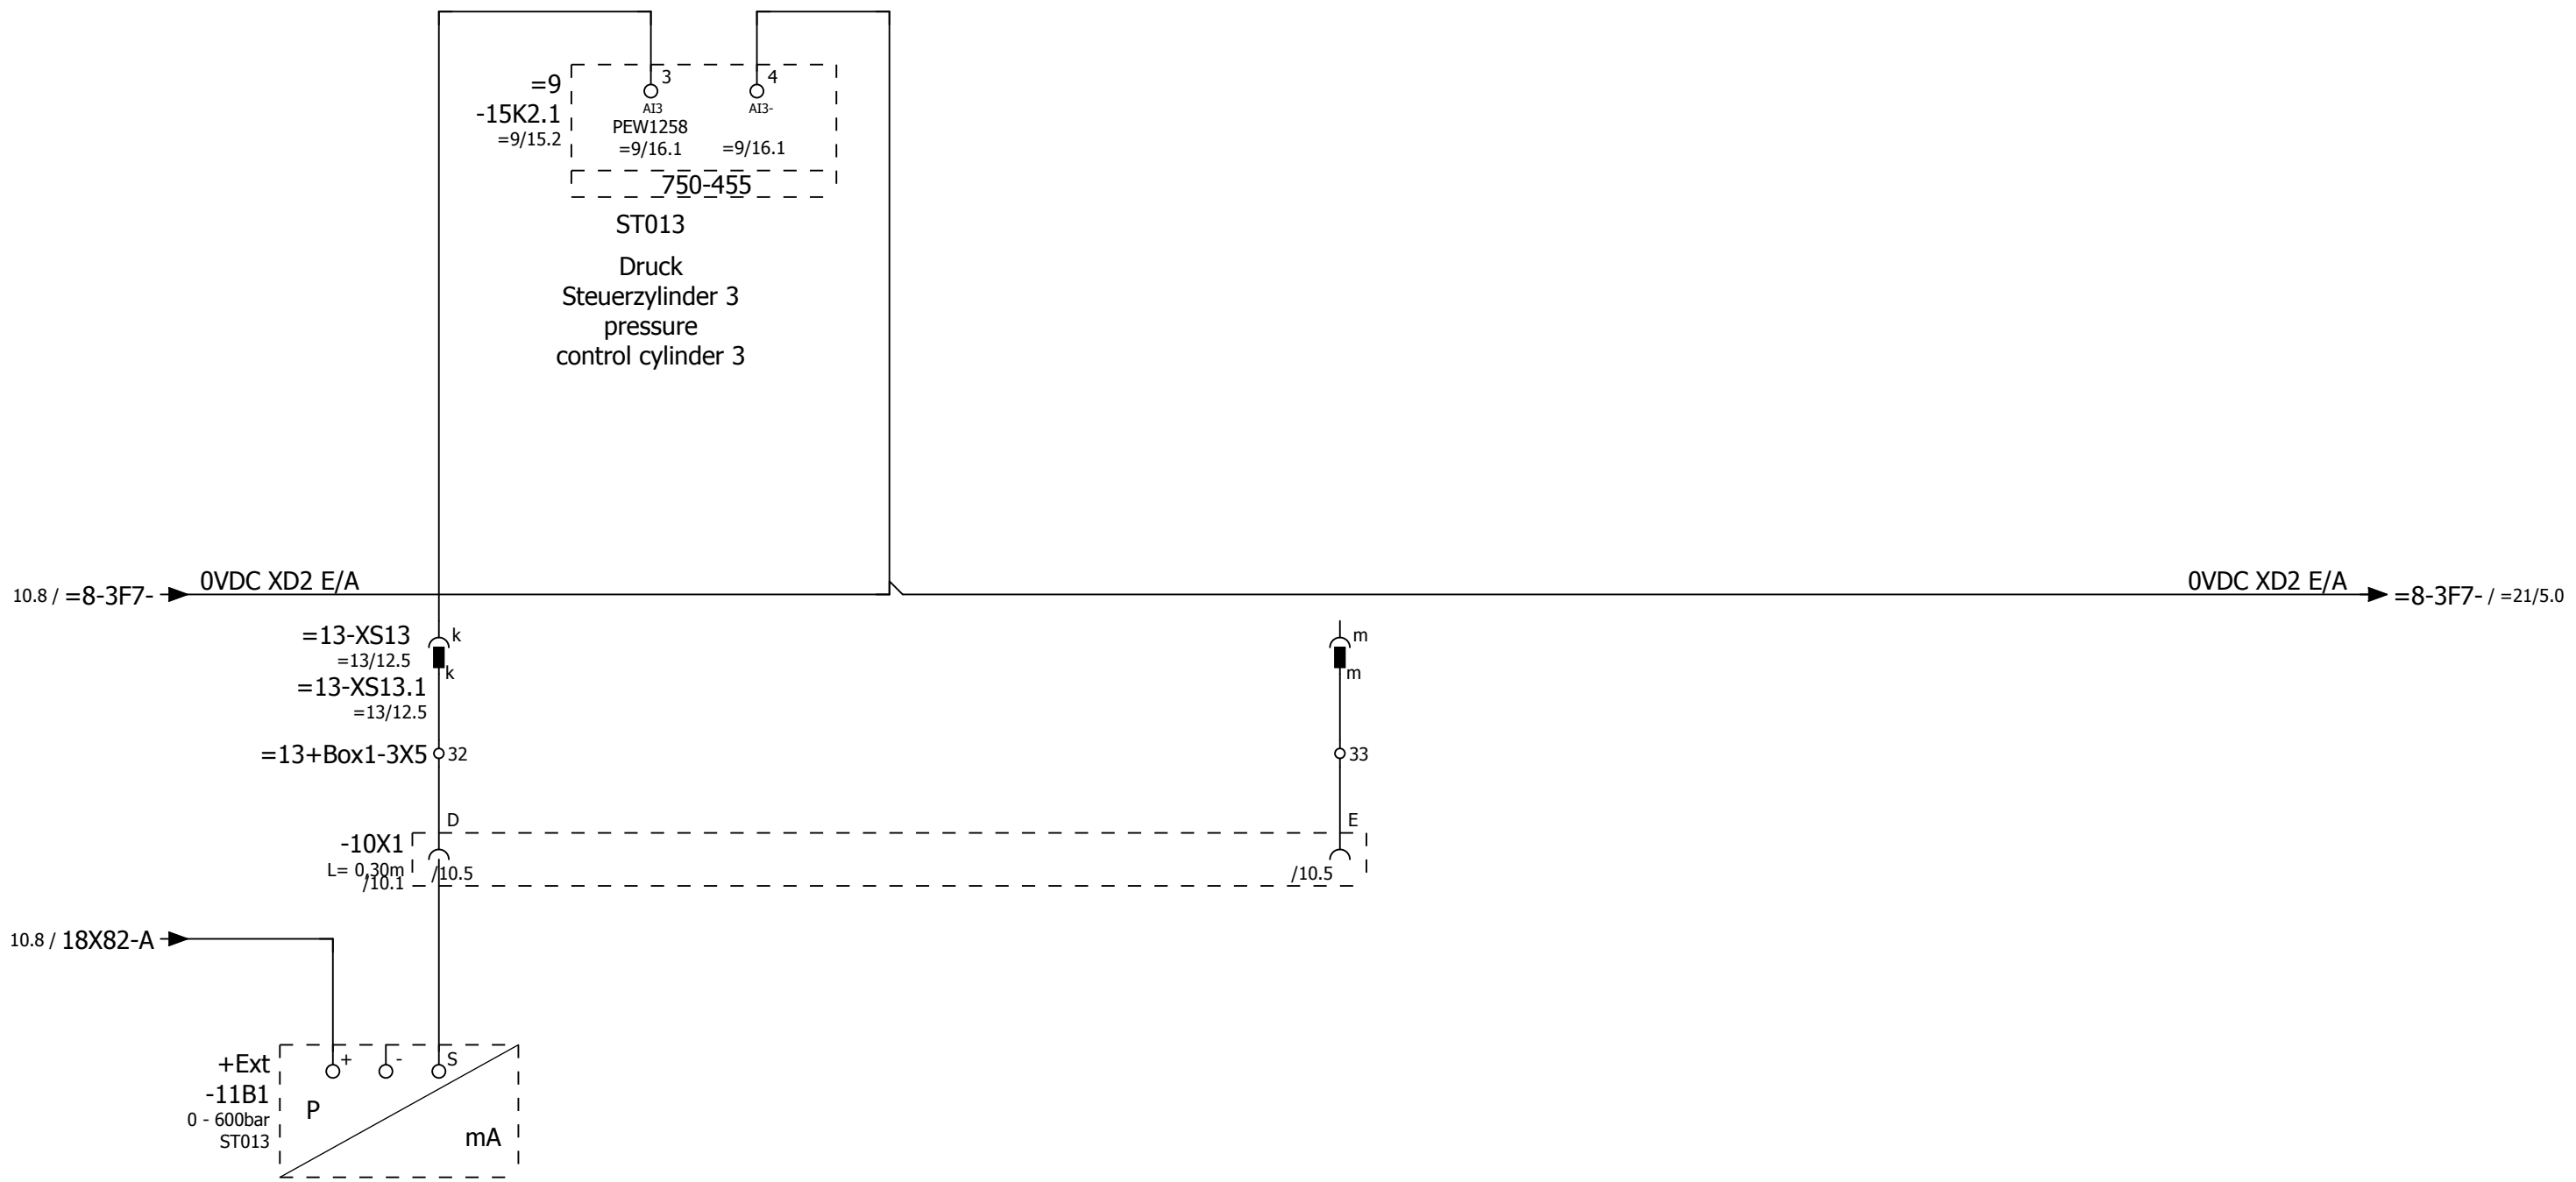 =9
-15K2.1
=9/15.2
3
4
AI3
AI3-
PEW1258
=9/16.1
=9/16.1
750-455
ST013
Druck
Steuerzylinder 3
pressure
control cylinder 3
10.8 / =8-3F7-
0VDC XD2 E/A
0VDC XD2 E/A
=8-3F7- / =21/5.0
=13-XS13
=13/12.5
k
k
=13-XS13.1
=13/12.5
m
m
=13+Box1-3X5
32
33
D
E
-10X1
L= 0,30m
/10.1
/10.5
/10.5
10.8 / 18X82-A
+Ext
-11B1
0 - 600bar
ST013
+
-
S
P
mA